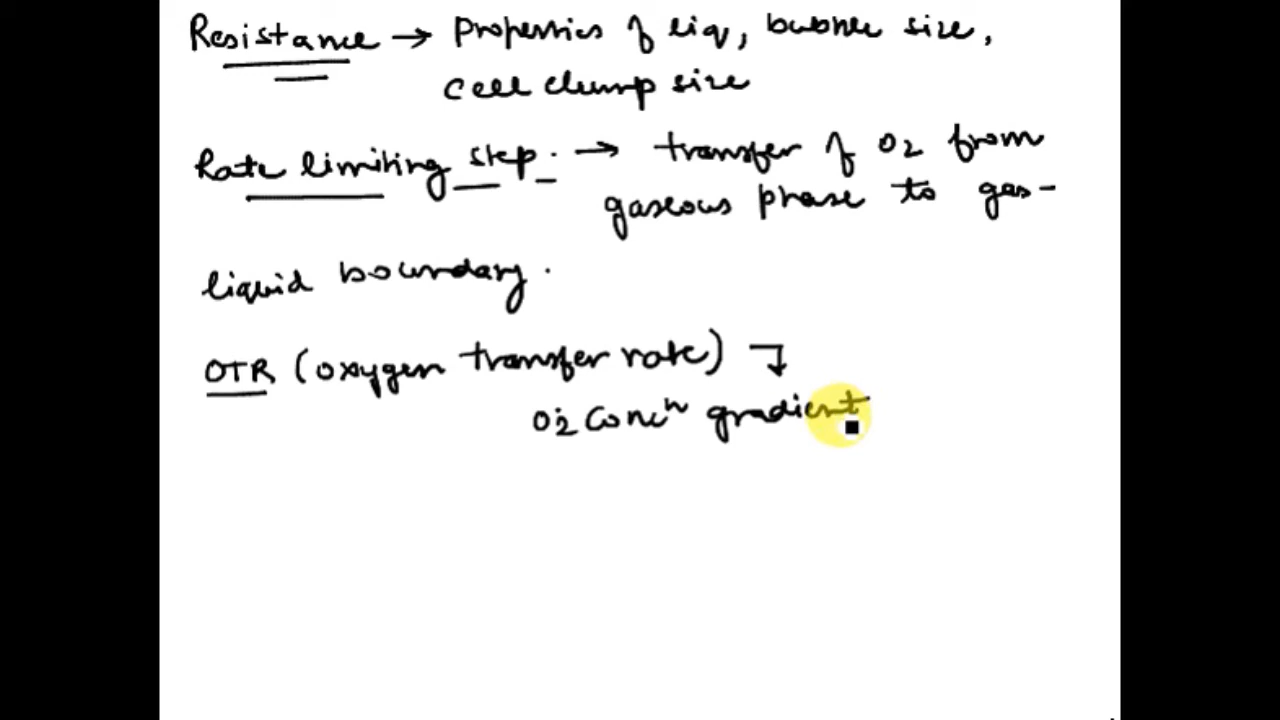 Resistance → Properties of liq, bubble size,
cell clump size
Rate limiting step. → transfer of O2 from
gaseous phase to gas-
liquid boundary.
OTR (oxygen transfer rate) ↴
O2 Concn gradient